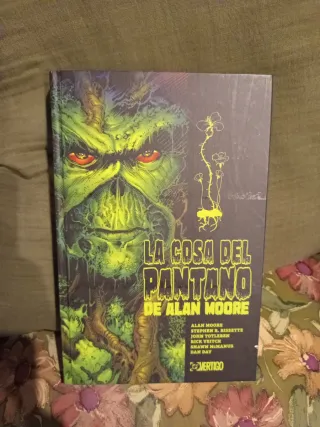 LA COSA DEL
PANTANO
DE ALAN MOORE
ALAN MOORE
STEPHEN R. BISSETTE
JOHN TOTLEBEN
RICK VEITCH
SHAWN McMANUS
DAN DAY
VERTIGO